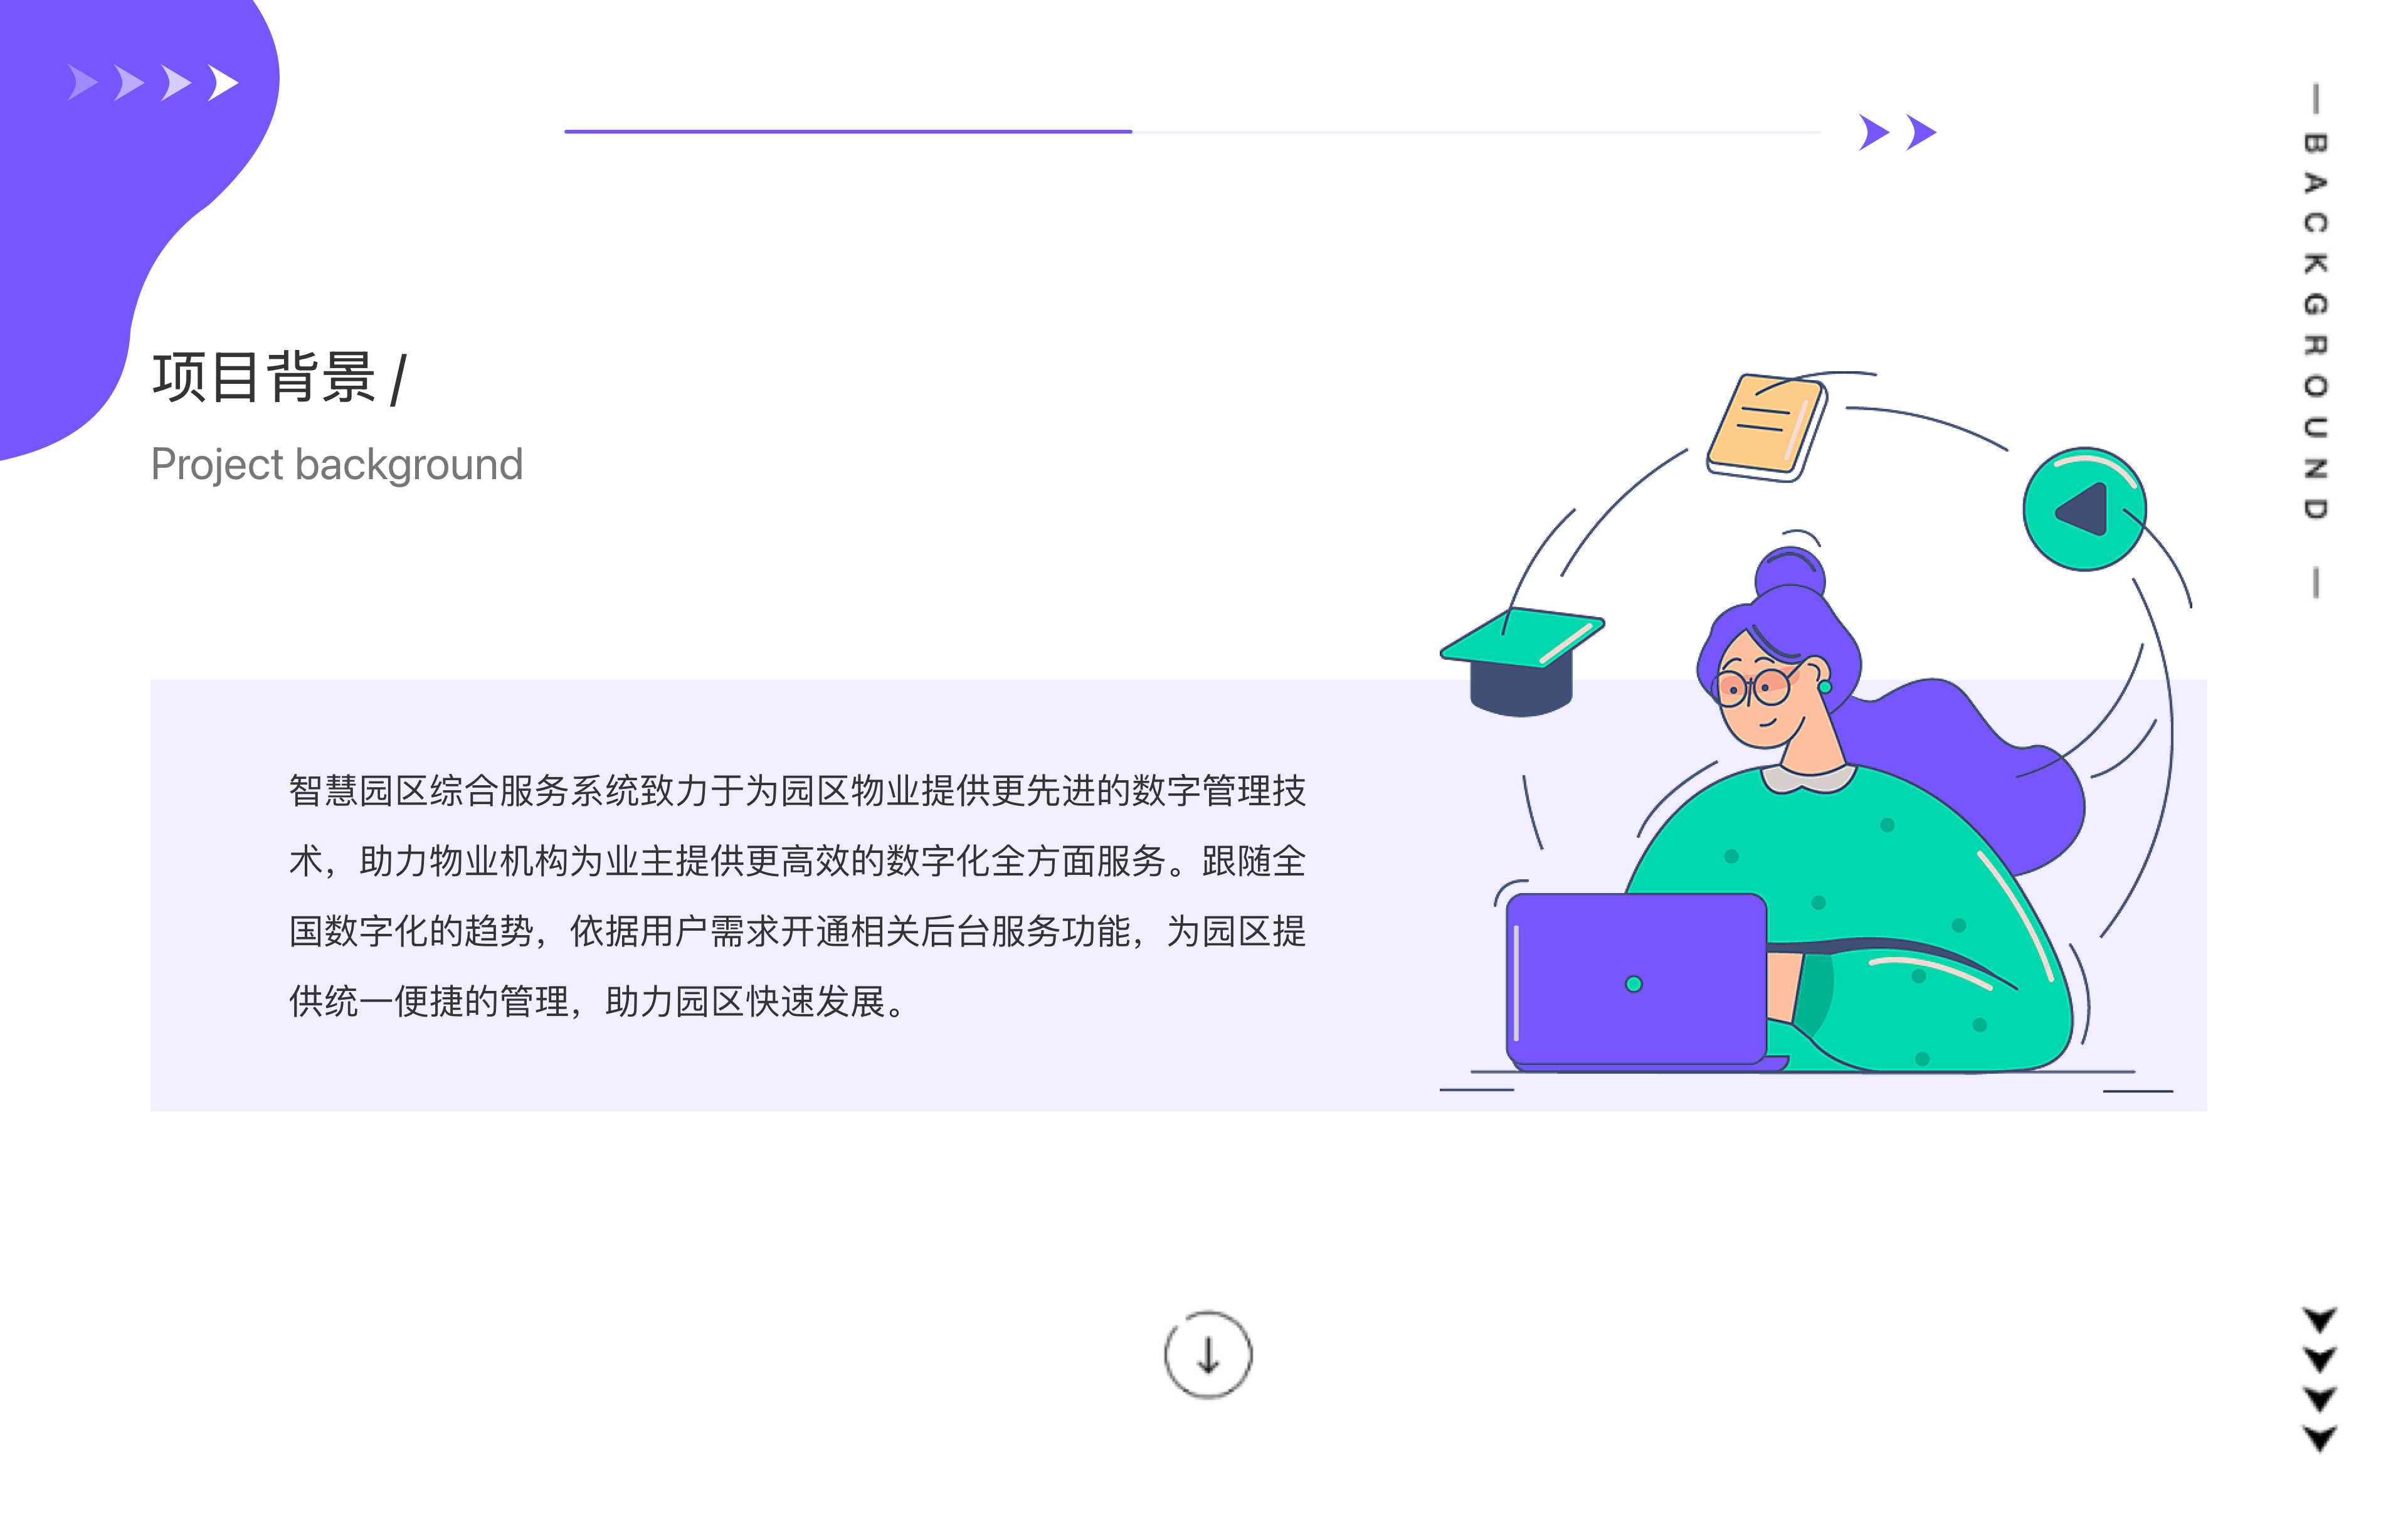 项目背景 /
Project background
— BACKGROUND —
智慧园区综合服务系统致力于为园区物业提供更先进的数字管理技
术，助力物业机构为业主提供更高效的数字化全方面服务。跟随全
国数字化的趋势，依据用户需求开通相关后台服务功能，为园区提
供统一便捷的管理，助力园区快速发展。